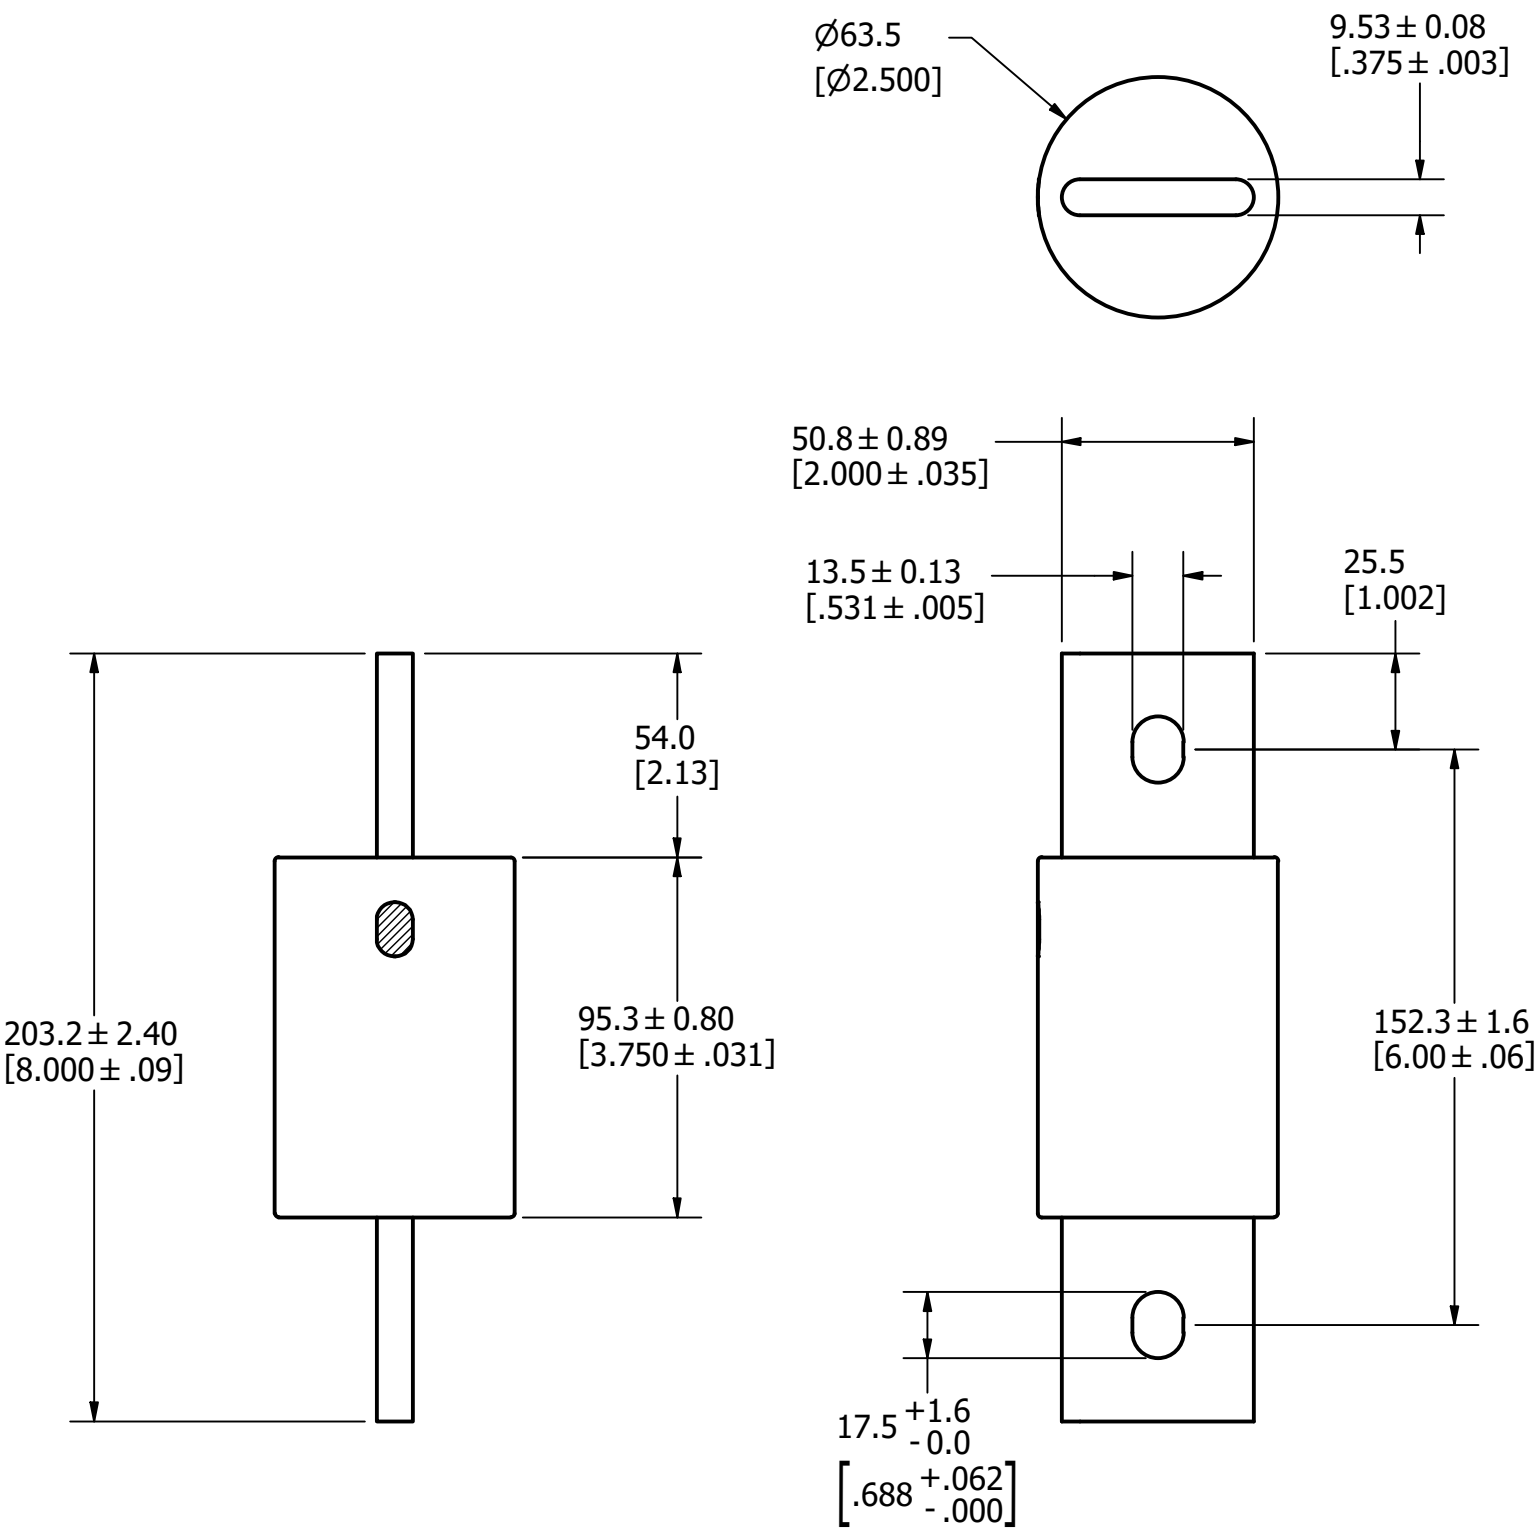 Ø63.5
[Ø2.500]
9.53 ± 0.08
[.375 ± .003]
50.8 ± 0.89
[2.000 ± .035]
13.5 ± 0.13
[.531 ± .005]
25.5
[1.002]
54.0
[2.13]
203.2 ± 2.40
[8.000 ± .09]
95.3 ± 0.80
[3.750 ± .031]
152.3 ± 1.6
[6.00 ± .06]
17.5 +1.6
-0.0
[.688 +.062
-.000]